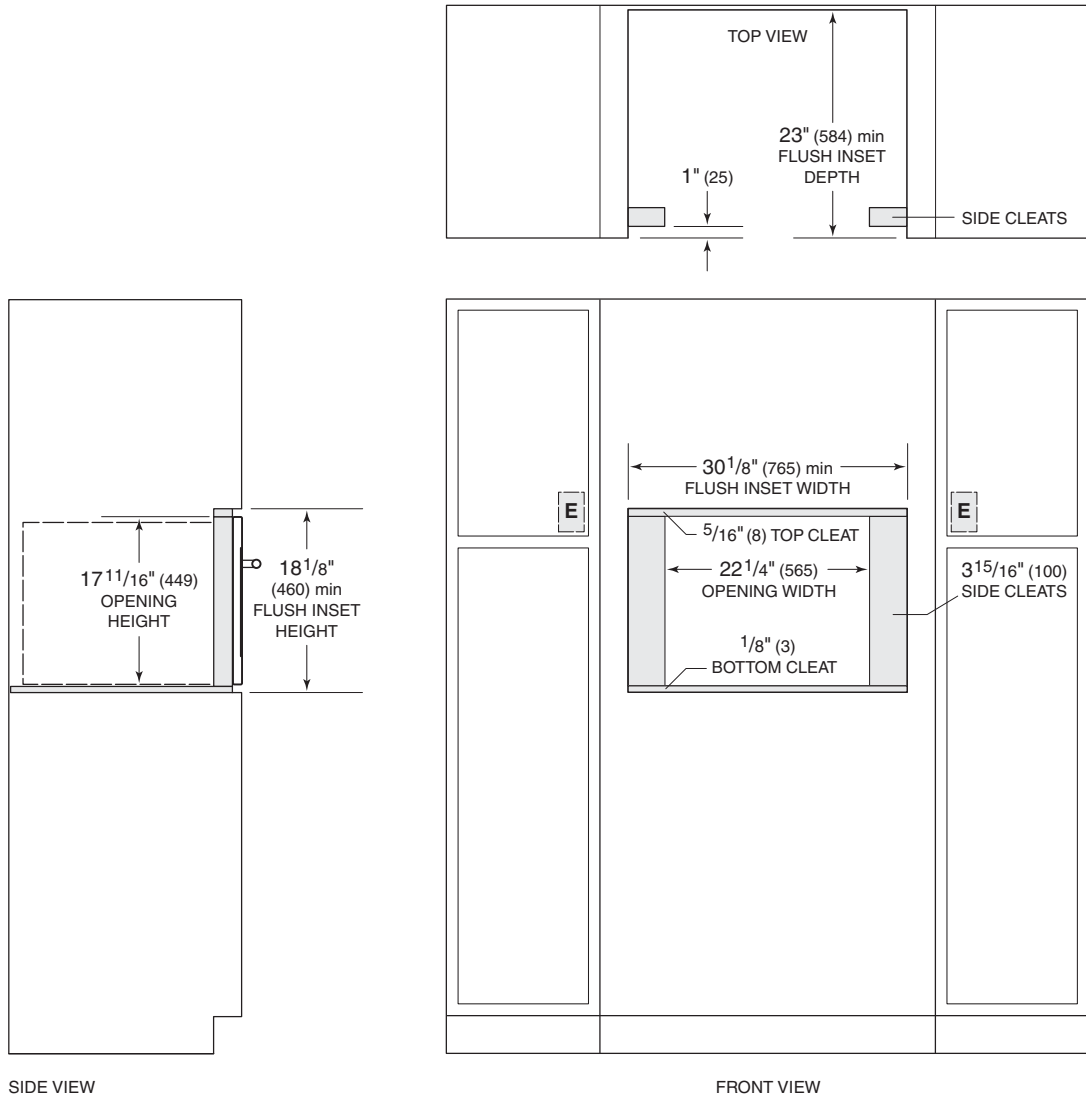 TOP VIEW
23" (584) min
FLUSH INSET
DEPTH
1" (25)
SIDE CLEATS
30 1/8" (765) min
FLUSH INSET WIDTH
E
E
5/16" (8) TOP CLEAT
17 11/16" (449)
OPENING
HEIGHT
18 1/8"
(460) min
FLUSH INSET
HEIGHT
22 1/4" (565)
OPENING WIDTH
3 15/16" (100)
SIDE CLEATS
1/8" (3)
BOTTOM CLEAT
SIDE VIEW
FRONT VIEW